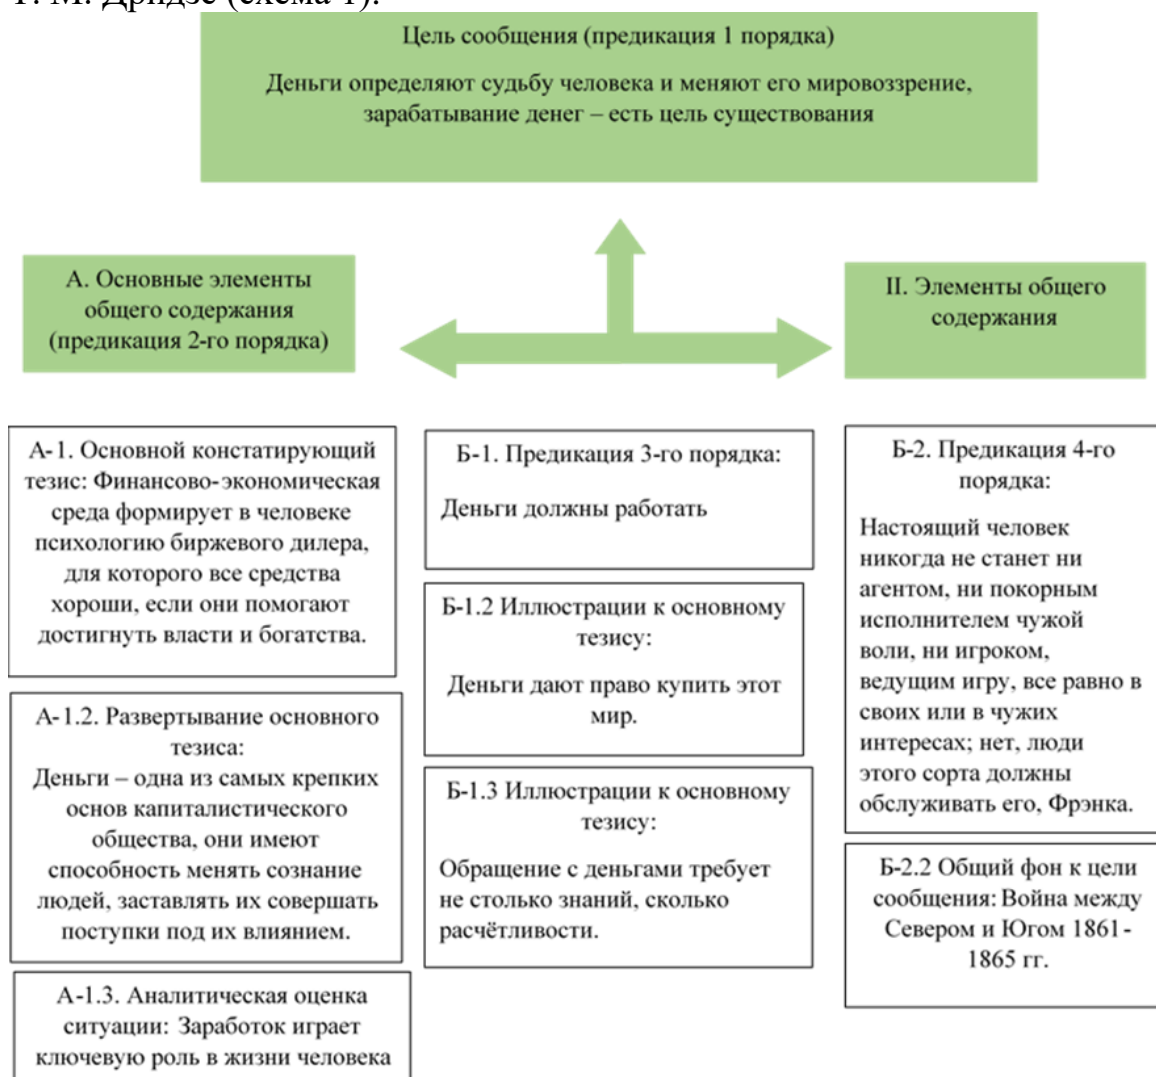 Т. М. Дридзе (схема 1).
Цель сообщения (предикация 1 порядка)
Деньги определяют судьбу человека и меняют его мировоззрение,
зарабатывание денег – есть цель существования
А. Основные элементы
общего содержания
(предикация 2-го порядка)
II. Элементы общего
содержания
А-1. Основной констатирующий
тезис: Финансово-экономическая
среда формирует в человеке
психологию биржевого дилера,
для которого все средства
хороши, если они помогают
достигнуть власти и богатства.
А-1.2. Развертывание основного
тезиса:
Деньги – одна из самых крепких
основ капиталистического
общества, они имеют
способность менять сознание
людей, заставлять их совершать
поступки под их влиянием.
А-1.3. Аналитическая оценка
ситуации: Заработок играет
ключевую роль в жизни человека
Б-1. Предикация 3-го порядка:
Деньги должны работать
Б-1.2 Иллюстрации к основному
тезису:
Деньги дают право купить этот
мир.
Б-1.3 Иллюстрации к основному
тезису:
Обращение с деньгами требует
не столько знаний, сколько
расчётливости.
Б-2. Предикация 4-го
порядка:
Настоящий человек
никогда не станет ни
агентом, ни покорным
исполнителем чужой
воли, ни игроком,
ведущим игру, все равно в
своих или в чужих
интересах; нет, люди
этого сорта должны
обслуживать его, Фрэнка.
Б-2.2 Общий фон к цели
сообщения: Война между
Севером и Югом 1861-
1865 гг.